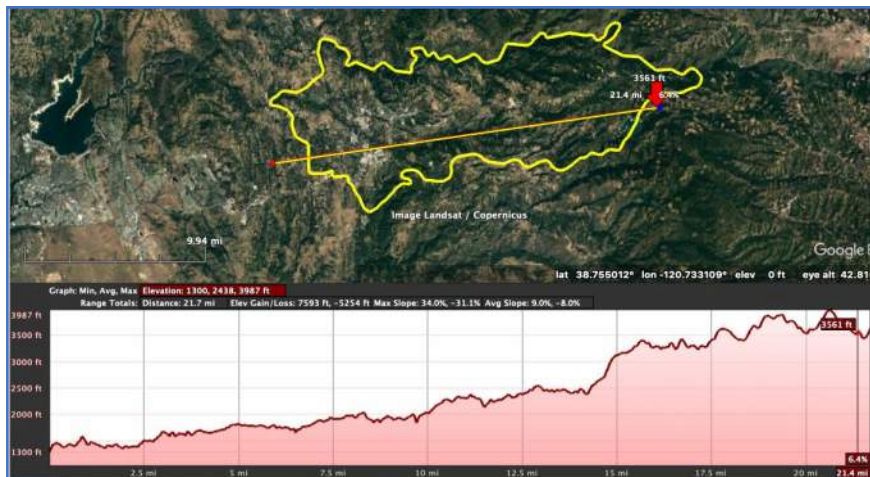 3561 ft
21.4 mi 6.4%
Image Landsat / Copernicus
9.94 mi
Google E
lat 38.755012° lon -120.733109° elev 0 ft eye alt 42.81
Graph: Min, Avg, Max Elevation: 1300, 2438, 3987 ft
Range Totals: Distance: 21.7 mi Elev Gain/Loss: 7593 ft, -5254 ft Max Slope: 34.0%, -31.1% Avg Slope: 9.0%, -8.0%
3987 ft
3561 ft
3500 ft
3000 ft
2500 ft
2000 ft
1300 ft
6.4%
2.5 mi 5 mi 7.5 mi 10 mi 12.5 mi 15 mi 17.5 mi 20 mi 21.4 mi